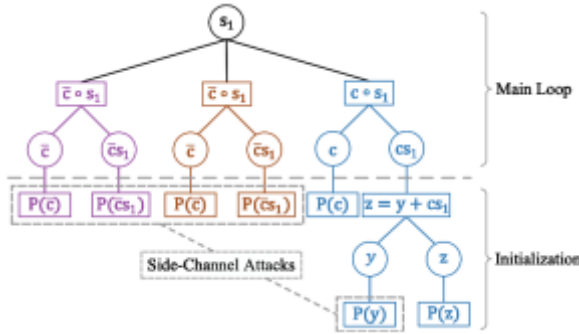 s₁
c̄ ∘ s₁ c̄ ∘ s₁ c ∘ s₁
Main Loop
c̄ c̄s₁ c̄ c̄s₁ c cs₁
P(c̄) P(c̄s₁) P(c̄) P(c̄s₁) P(c) z = y + cs₁
Side-Channel Attacks
y z
Initialization
P(y) P(z)